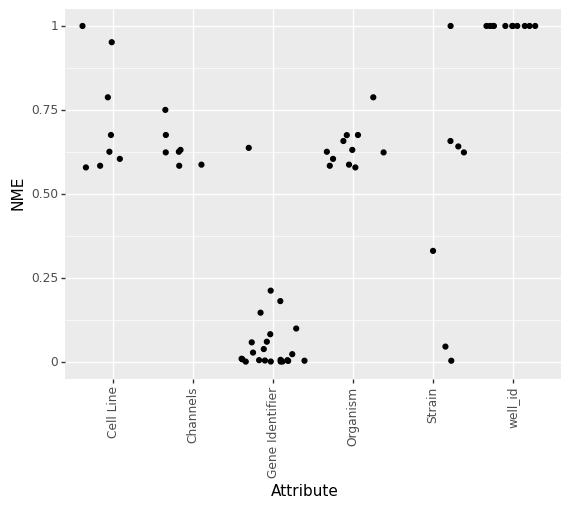 1
0.75
0.50
0.25
0
NME
Cell Line
Channels
Gene Identifier
Organism
Strain
well_id
Attribute